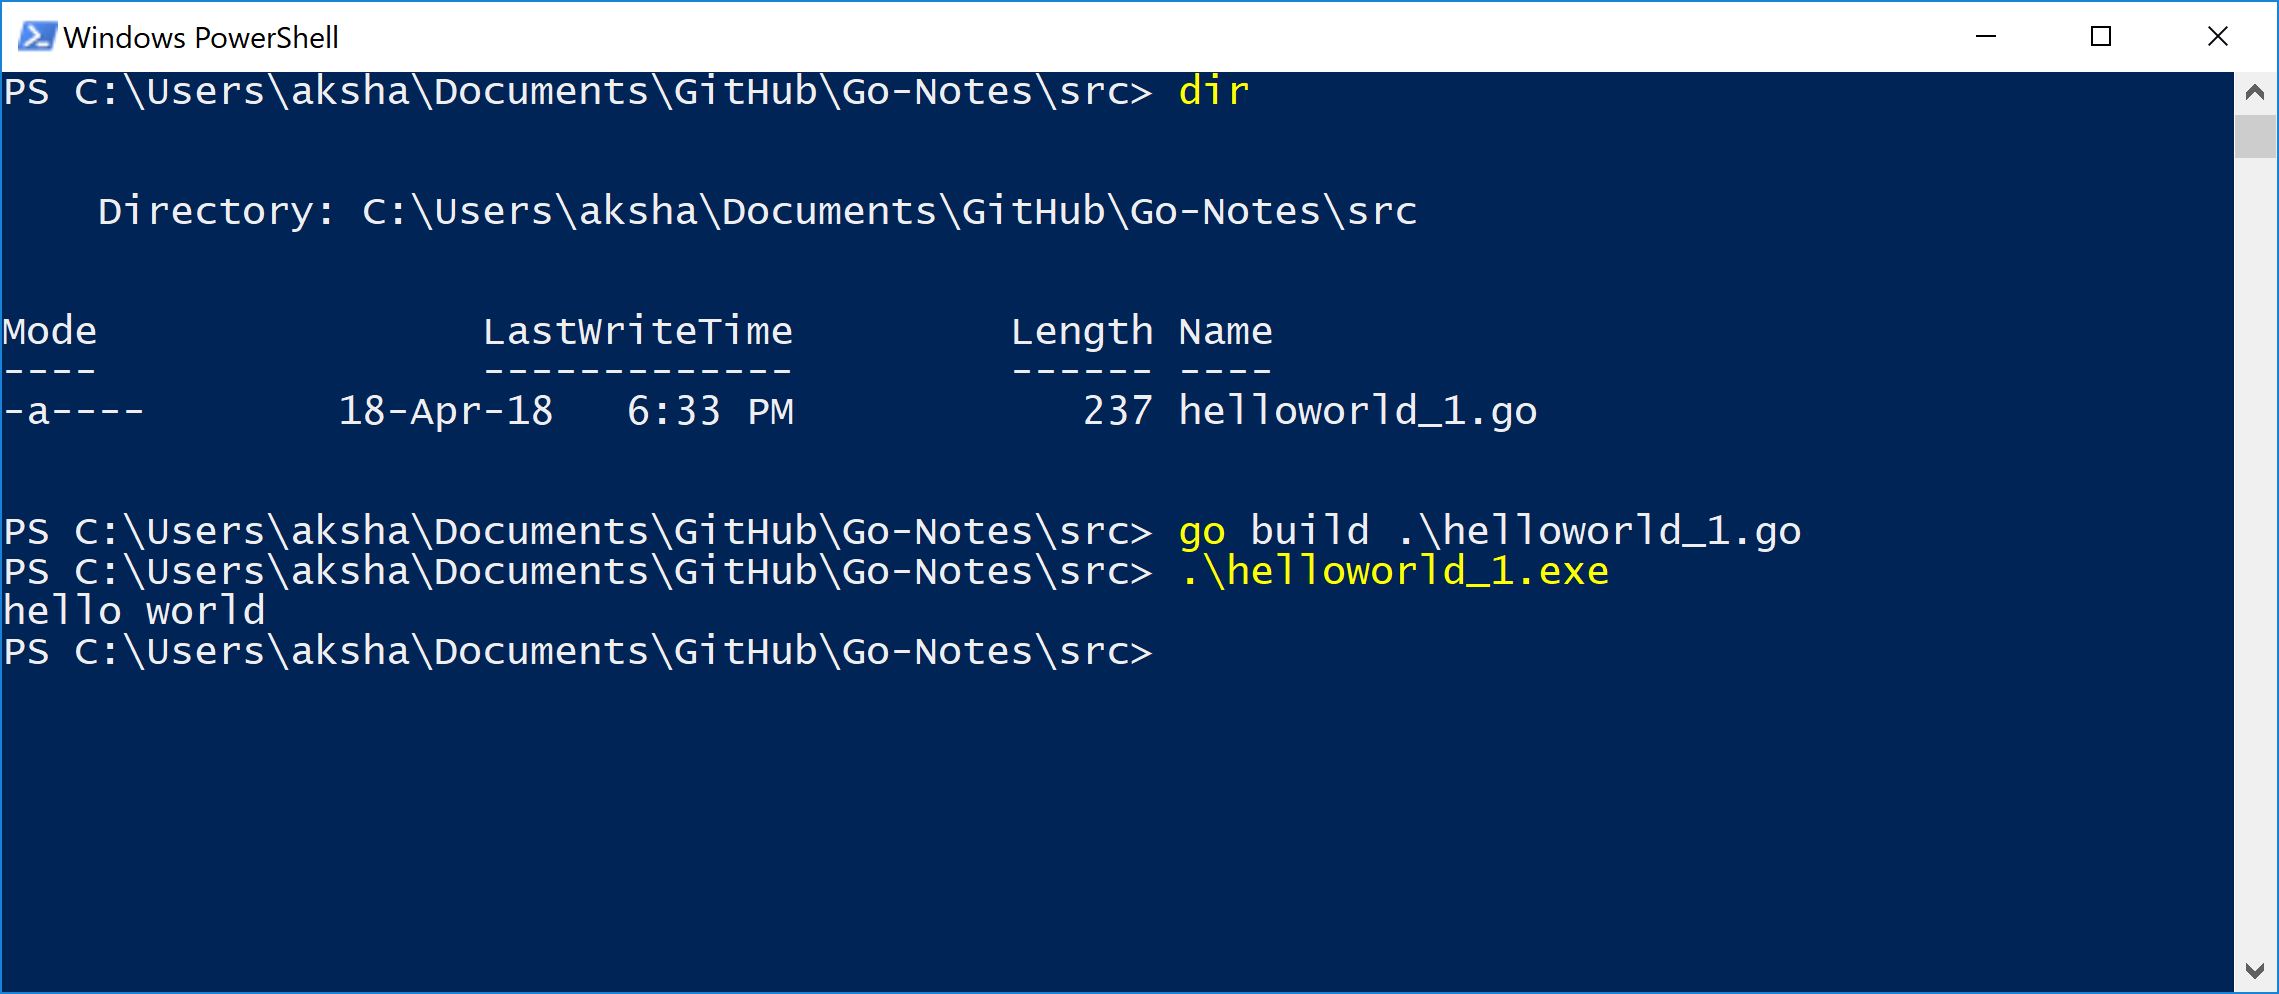 Windows PowerShell
PS C:\Users\aksha\Documents\GitHub\Go-Notes\src> dir
Directory: C:\Users\aksha\Documents\GitHub\Go-Notes\src
Mode                LastWriteTime         Length Name
----                -------------         ------ ----
-a----        18-Apr-18   6:33 PM            237 helloworld_1.go
PS C:\Users\aksha\Documents\GitHub\Go-Notes\src> go build .\helloworld_1.go
PS C:\Users\aksha\Documents\GitHub\Go-Notes\src> .\helloworld_1.exe
hello world
PS C:\Users\aksha\Documents\GitHub\Go-Notes\src>